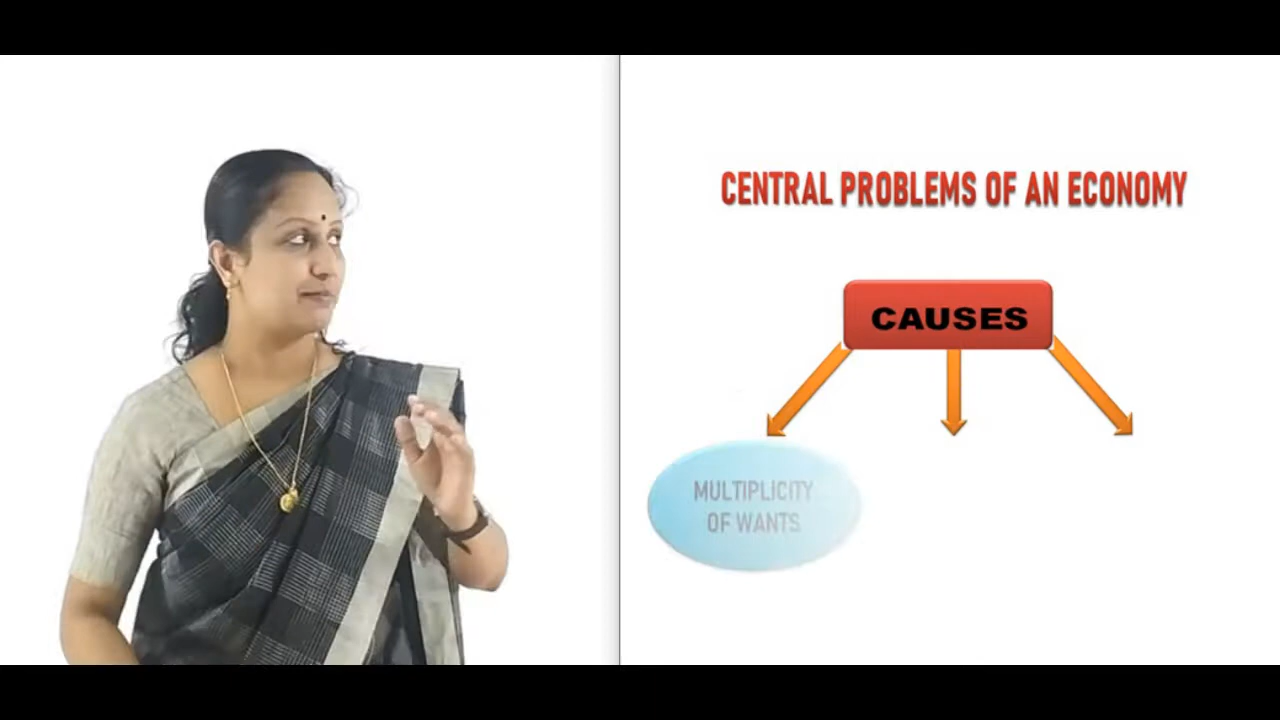 CENTRAL PROBLEMS OF AN ECONOMY
CAUSES
MULTIPLICITY
OF WANTS